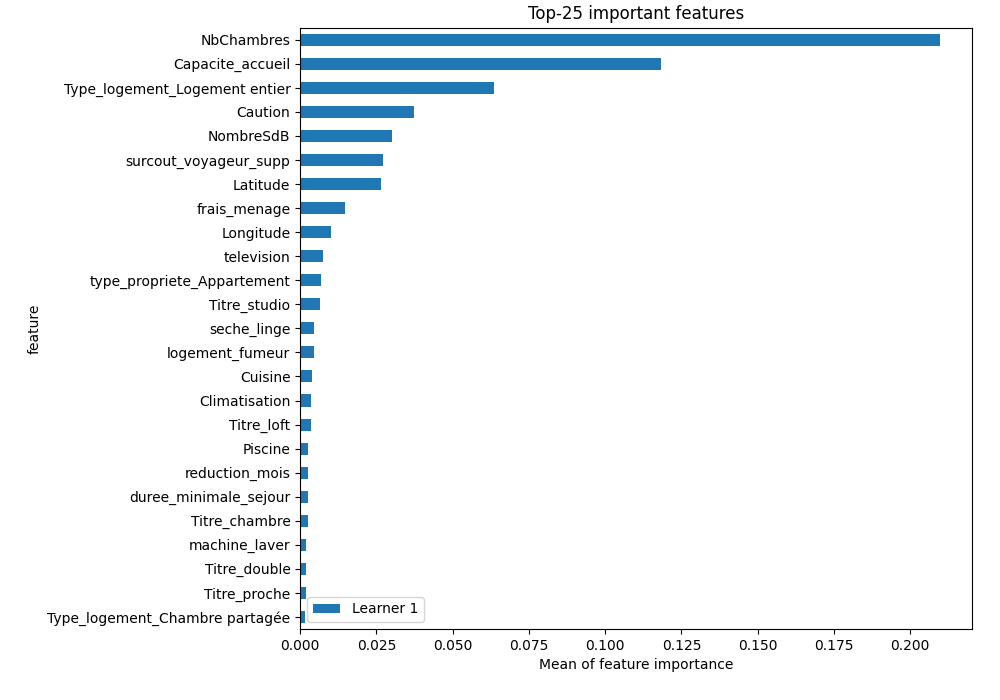 Top-25 important features
NbChambres
Capacite_accueil
Type_logement_Logement entier
Caution
NombreSdB
surcout_voyageur_supp
Latitude
frais_menage
Longitude
television
type_propriete_Appartement
Titre_studio
seche_linge
logement_fumeur
Cuisine
Climatisation
Titre_loft
Piscine
reduction_mois
duree_minimale_sejour
Titre_chambre
machine_laver
Titre_double
Titre_proche
Type_logement_Chambre partagée
feature
Learner 1
0.000 0.025 0.050 0.075 0.100 0.125 0.150 0.175 0.200
Mean of feature importance